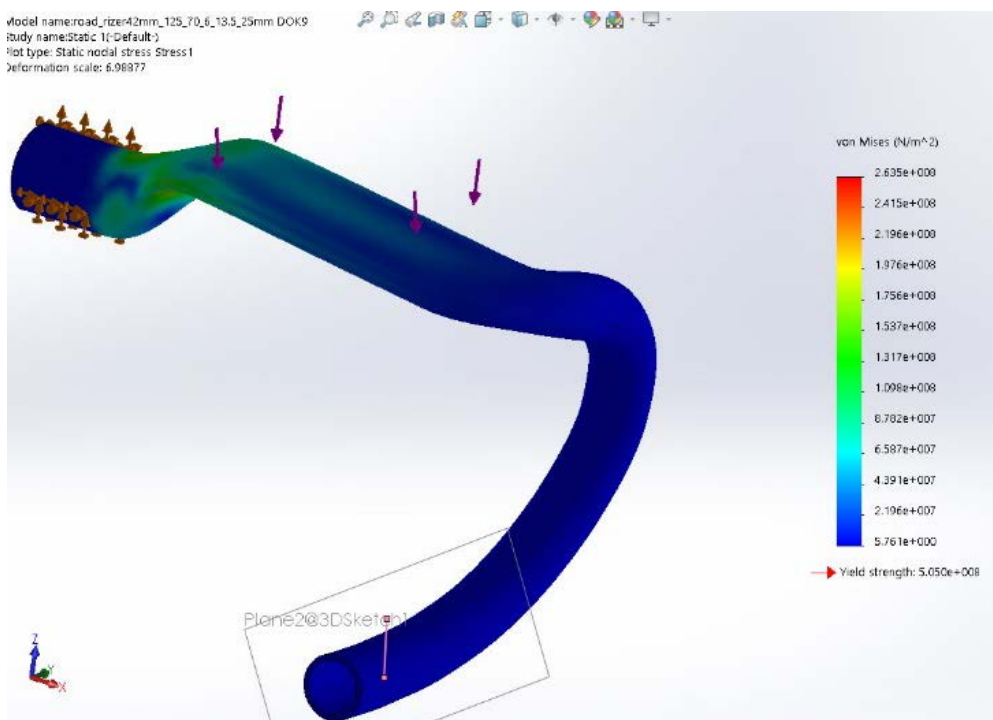 Model name:road_rizer42mm_125_70_6_13.5_25mm DOK9
Study name:Static 1(-Default-)
Plot type: Static nodal stress Stress1
Deformation scale: 6.98877
von Mises (N/m^2)
2.635e+008
2.415e+008
2.196e+008
1.976e+008
1.756e+008
1.537e+008
1.317e+008
1.098e+008
8.782e+007
6.587e+007
4.391e+007
2.196e+007
5.761e+000
Yield strength: 5.050e+008
Plane2@3DSketch1
Z
Y
X